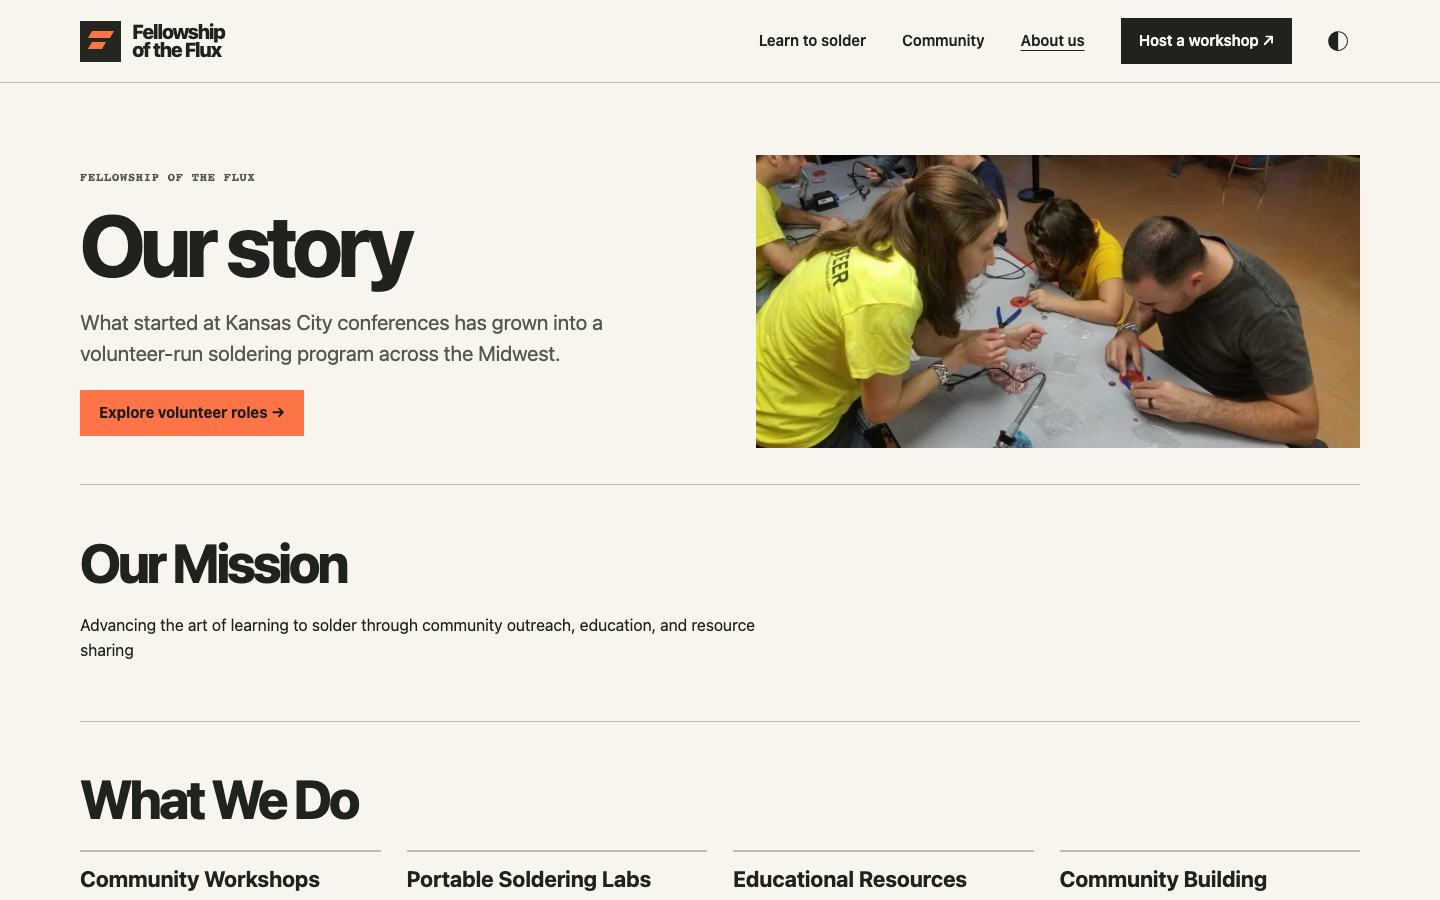 Fellowship
of the Flux
Learn to solder
Community
About us
Host a workshop ↗
FELLOWSHIP OF THE FLUX
Our story
What started at Kansas City conferences has grown into a
volunteer-run soldering program across the Midwest.
Explore volunteer roles →
Our Mission
Advancing the art of learning to solder through community outreach, education, and resource
sharing
What We Do
Community Workshops
Portable Soldering Labs
Educational Resources
Community Building